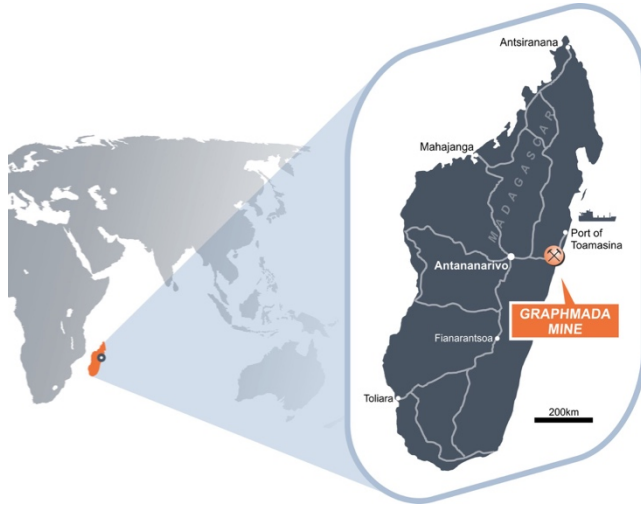 Antsiranana
Mahajanga
MADAGASCAR
Port of
Toamasina
Antananarivo
GRAPHMADA
MINE
Fianarantsoa
Toliara
200km